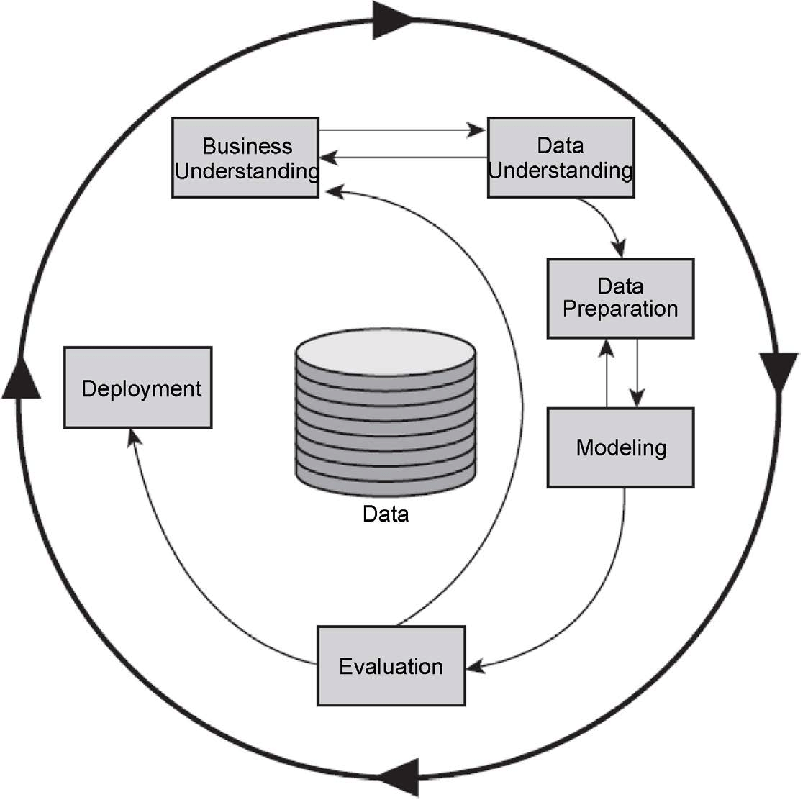 Business
Understanding
Data
Understanding
Data
Preparation
Deployment
Modeling
Data
Evaluation